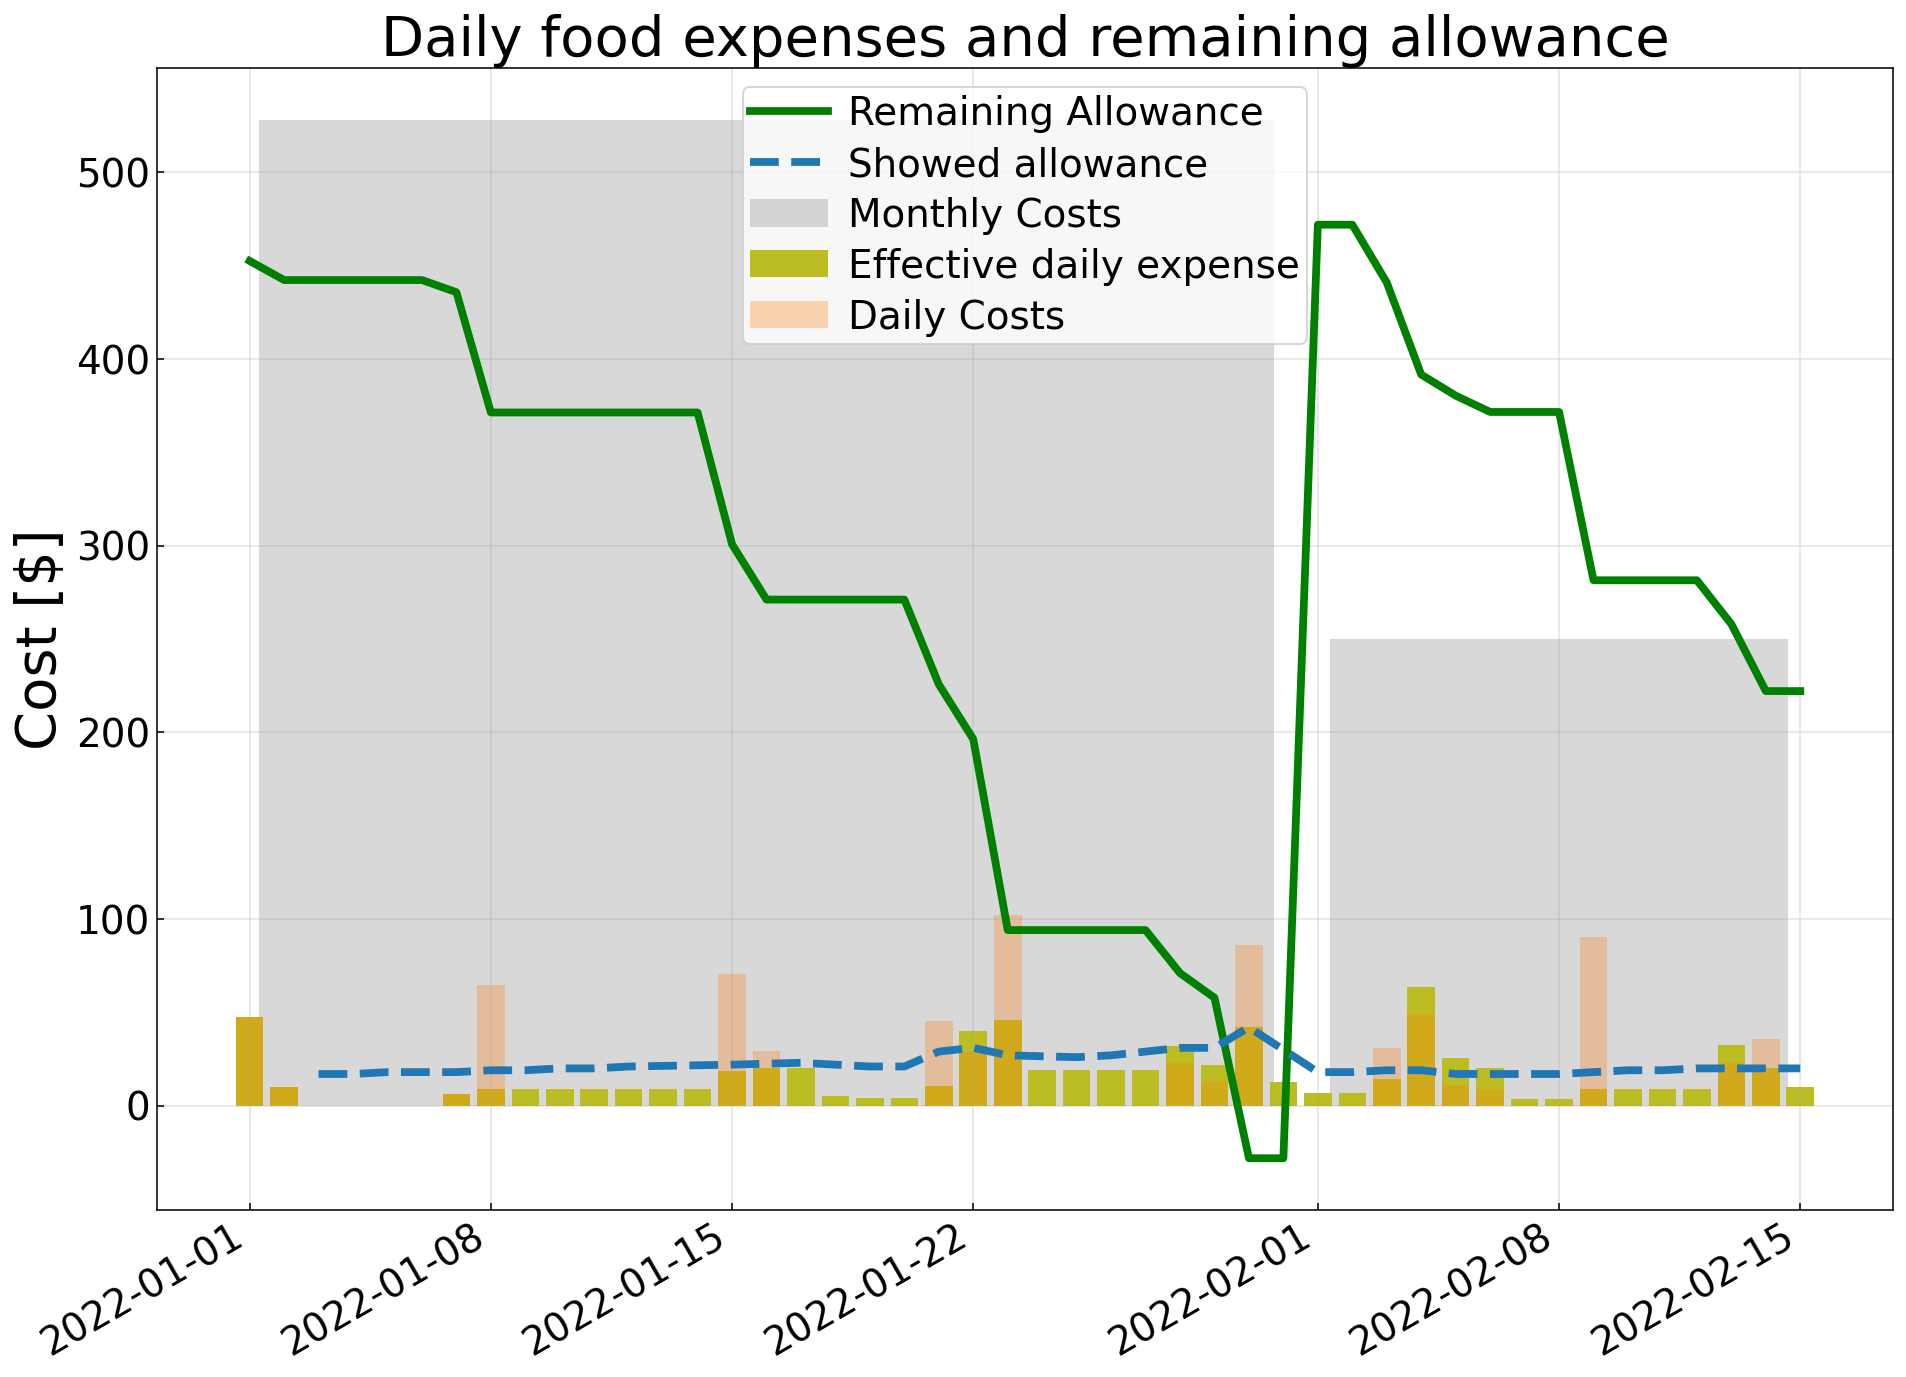 Daily food expenses and remaining allowance
Remaining Allowance
Showed allowance
Monthly Costs
Effective daily expense
Daily Costs
Cost [$]
500
400
300
200
100
0
2022-01-01
2022-01-08
2022-01-15
2022-01-22
2022-02-01
2022-02-08
2022-02-15